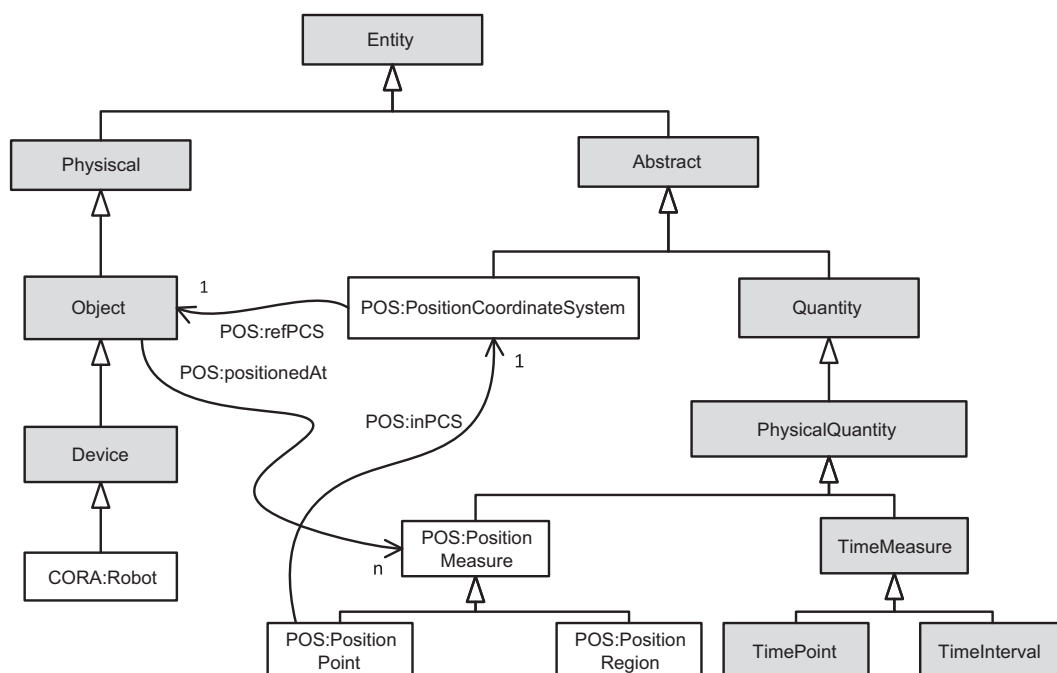 Entity
Physiscal
Abstract
Object
1
POS:refPCS
POS:PositionCoordinateSystem
Quantity
POS:positionedAt
1
POS:inPCS
PhysicalQuantity
Device
POS:Position
Measure
n
TimeMeasure
CORA:Robot
POS:Position
Point
POS:Position
Region
TimePoint
TimeInterval